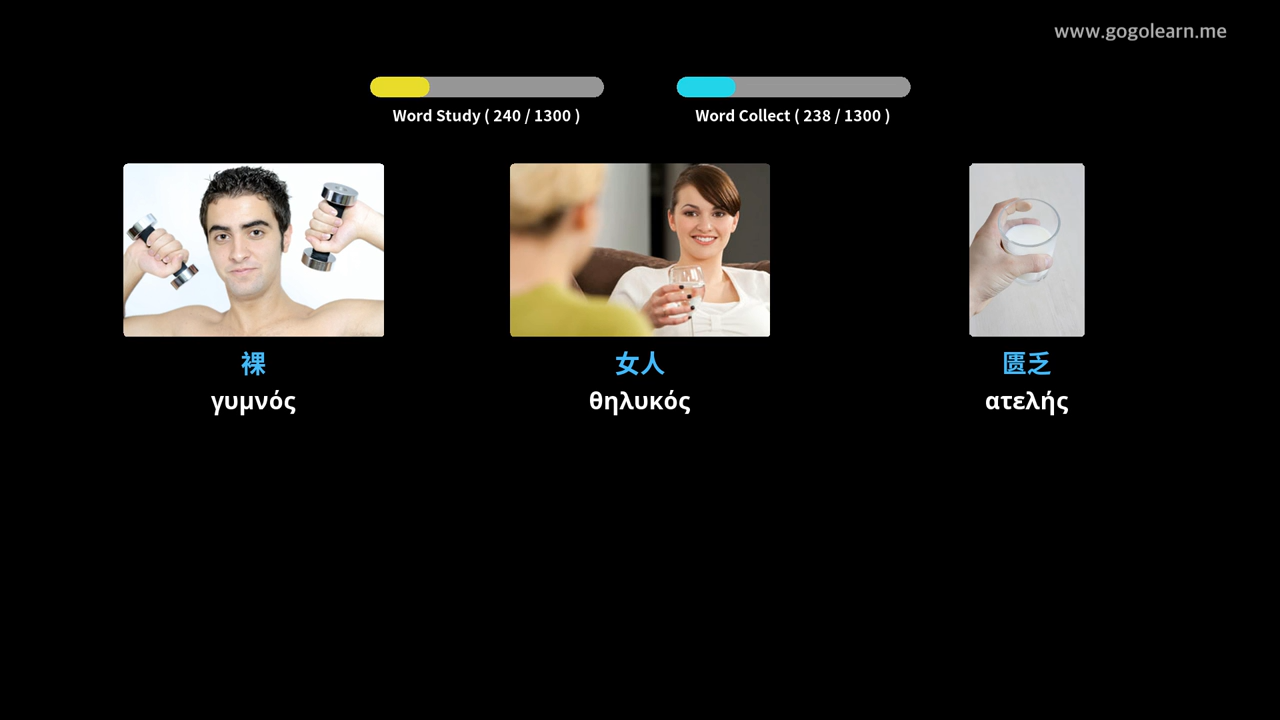 www.gogolearn.me
Word Study ( 240 / 1300 )
Word Collect ( 238 / 1300 )
裸
γυμνός
女人
θηλυκός
匮乏
ατελής